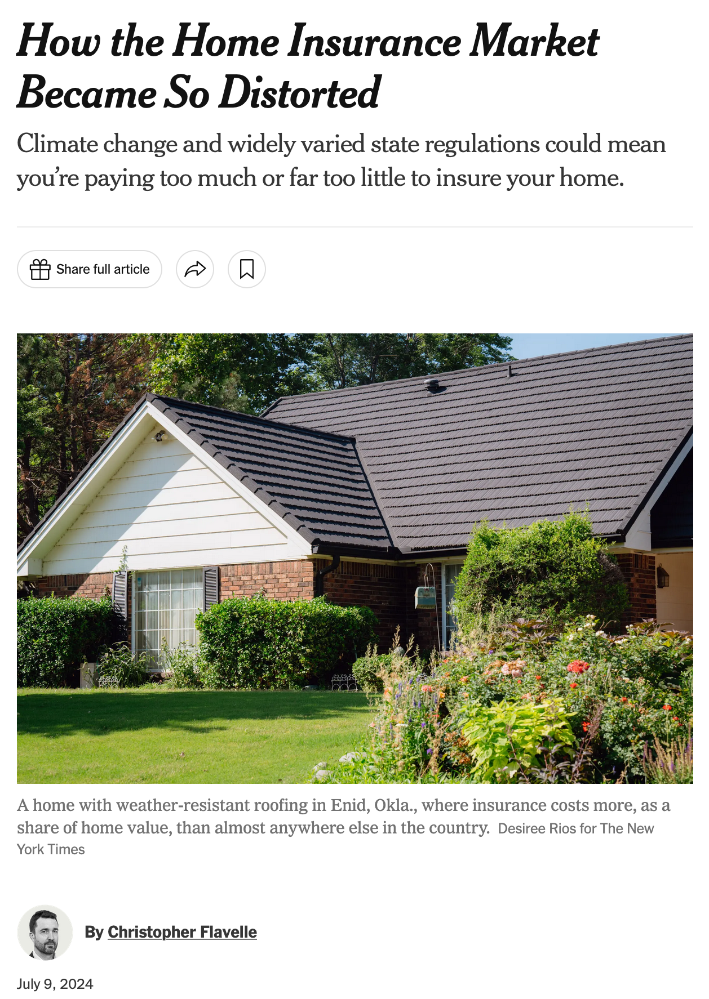 How the Home Insurance Market
Became So Distorted
Climate change and widely varied state regulations could mean
you’re paying too much or far too little to insure your home.
Share full article
A home with weather-resistant roofing in Enid, Okla., where insurance costs more, as a
share of home value, than almost anywhere else in the country. Desiree Rios for The New
York Times
By Christopher Flavelle
July 9, 2024